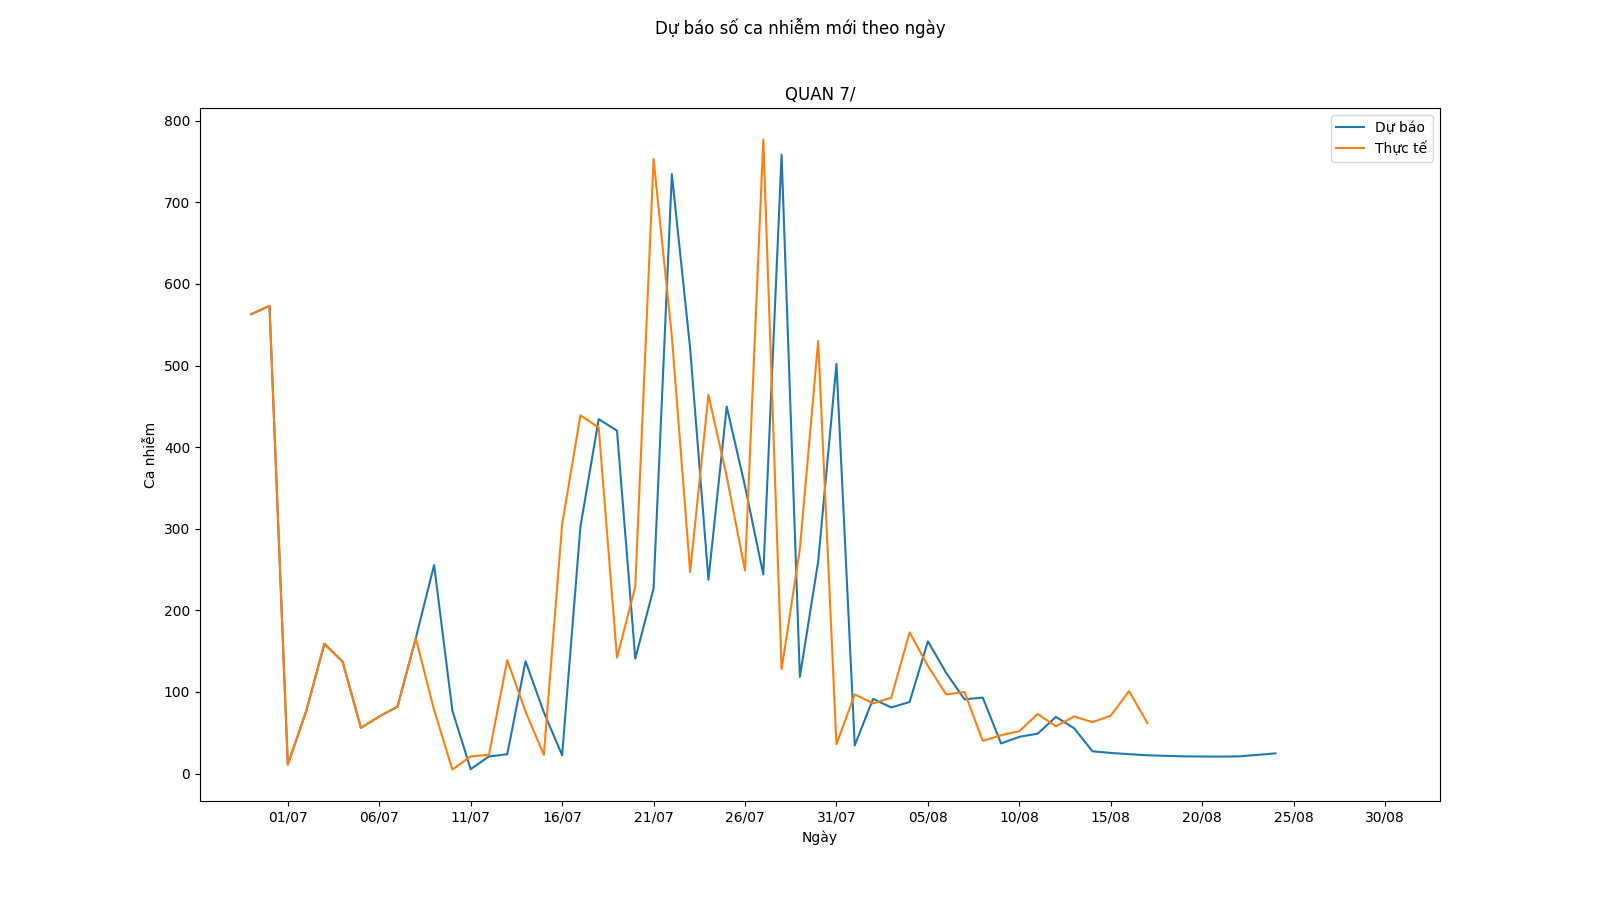 Dự báo số ca nhiễm mới theo ngày
QUAN 7/
Dự báo
Thực tế
800
700
600
500
400
300
200
100
0
Ca nhiễm
01/07 06/07 11/07 16/07 21/07 26/07 31/07 05/08 10/08 15/08 20/08 25/08 30/08
Ngày